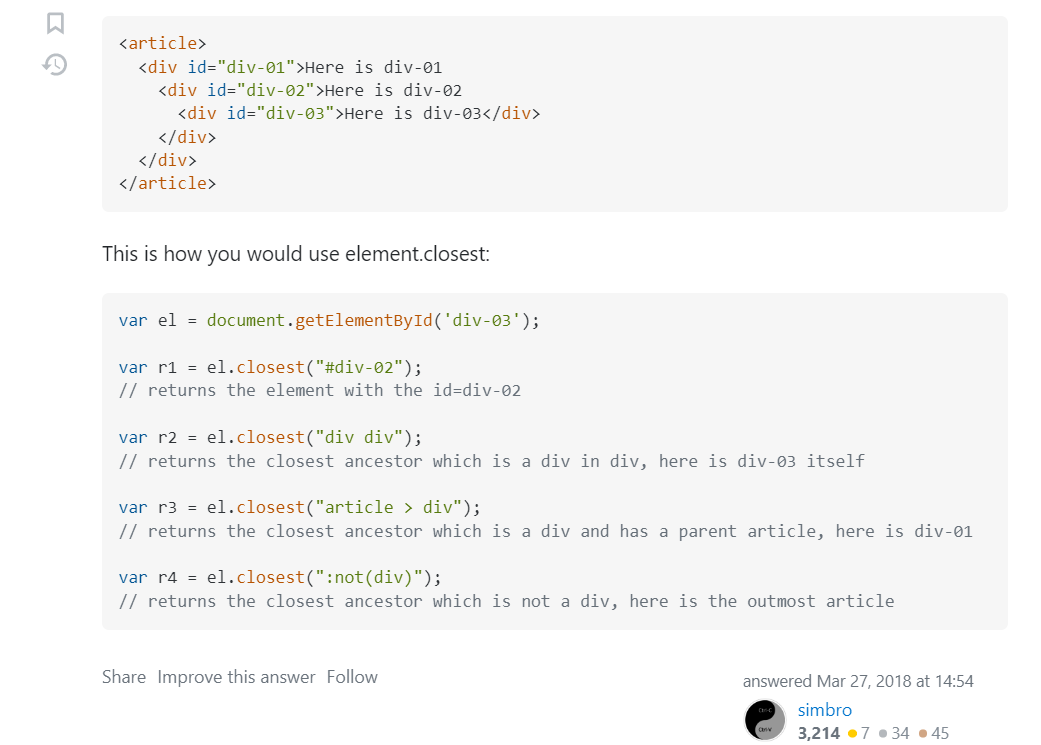 <article>
  <div id="div-01">Here is div-01
    <div id="div-02">Here is div-02
      <div id="div-03">Here is div-03</div>
    </div>
  </div>
</article>
This is how you would use element.closest:
var el = document.getElementById('div-03');
var r1 = el.closest("#div-02");
// returns the element with the id=div-02
var r2 = el.closest("div div");
// returns the closest ancestor which is a div in div, here is div-03 itself
var r3 = el.closest("article > div");
// returns the closest ancestor which is a div and has a parent article, here is div-01
var r4 = el.closest(":not(div)");
// returns the closest ancestor which is not a div, here is the outmost article
Share Improve this answer Follow
answered Mar 27, 2018 at 14:54
Ctrl-C
Ctrl-V
simbro
3,214 7 34 45